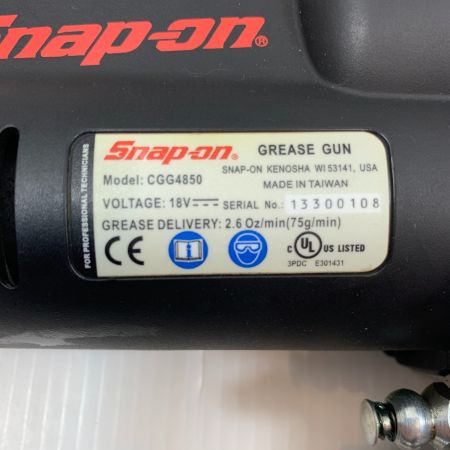 Snap-on®
FOR PROFESSIONAL TECHNICIANS
Snap-on® GREASE GUN
SNAP-ON KENOSHA WI 53141, USA
Model: CGG4850 MADE IN TAIWAN
VOLTAGE: 18V⎓ SERIAL No.: 13300108
GREASE DELIVERY: 2.6 Oz/min(75g/min)
CE c UL US LISTED
3PDC E301431